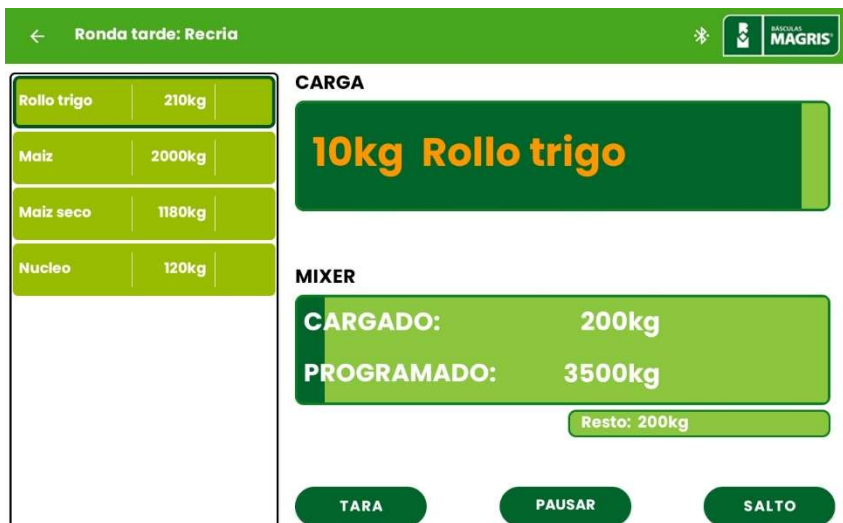 Ronda tarde: Recria
BÁSCULAS
MAGRIS
Rollo trigo 210kg
Maiz 2000kg
Maiz seco 1180kg
Nucleo 120kg
CARGA
10kg Rollo trigo
MIXER
CARGADO: 200kg
PROGRAMADO: 3500kg
Resto: 200kg
TARA
PAUSAR
SALTO